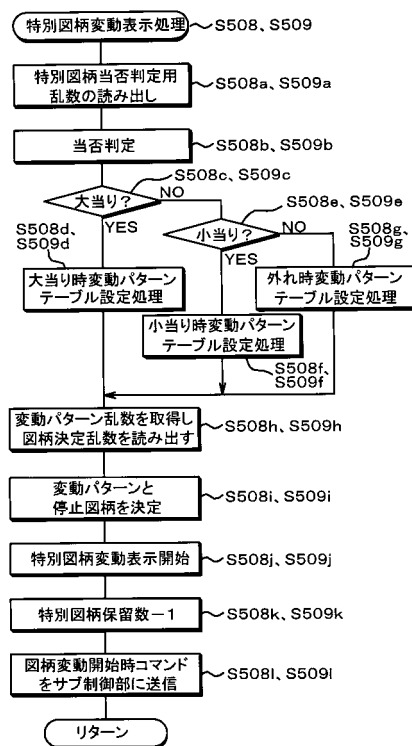 特別図柄変動表示処理
S508、S509
特別図柄当否判定用
乱数の読み出し
S508a、S509a
当否判定
S508b、S509b
S508c、S509c
大当り？
NO
YES
S508e、S509e
小当り？
NO
YES
S508d、
S509d
S508g、
S509g
大当り時変動パターン
テーブル設定処理
外れ時変動パターン
テーブル設定処理
小当り時変動パターン
テーブル設定処理
S508f、
S509f
変動パターン乱数を取得し
図柄決定乱数を読み出す
S508h、S509h
変動パターンと
停止図柄を決定
S508i、S509i
特別図柄変動表示開始
S508j、S509j
特別図柄保留数－1
S508k、S509k
図柄変動開始時コマンド
をサブ制御部に送信
S508l、S509l
リターン